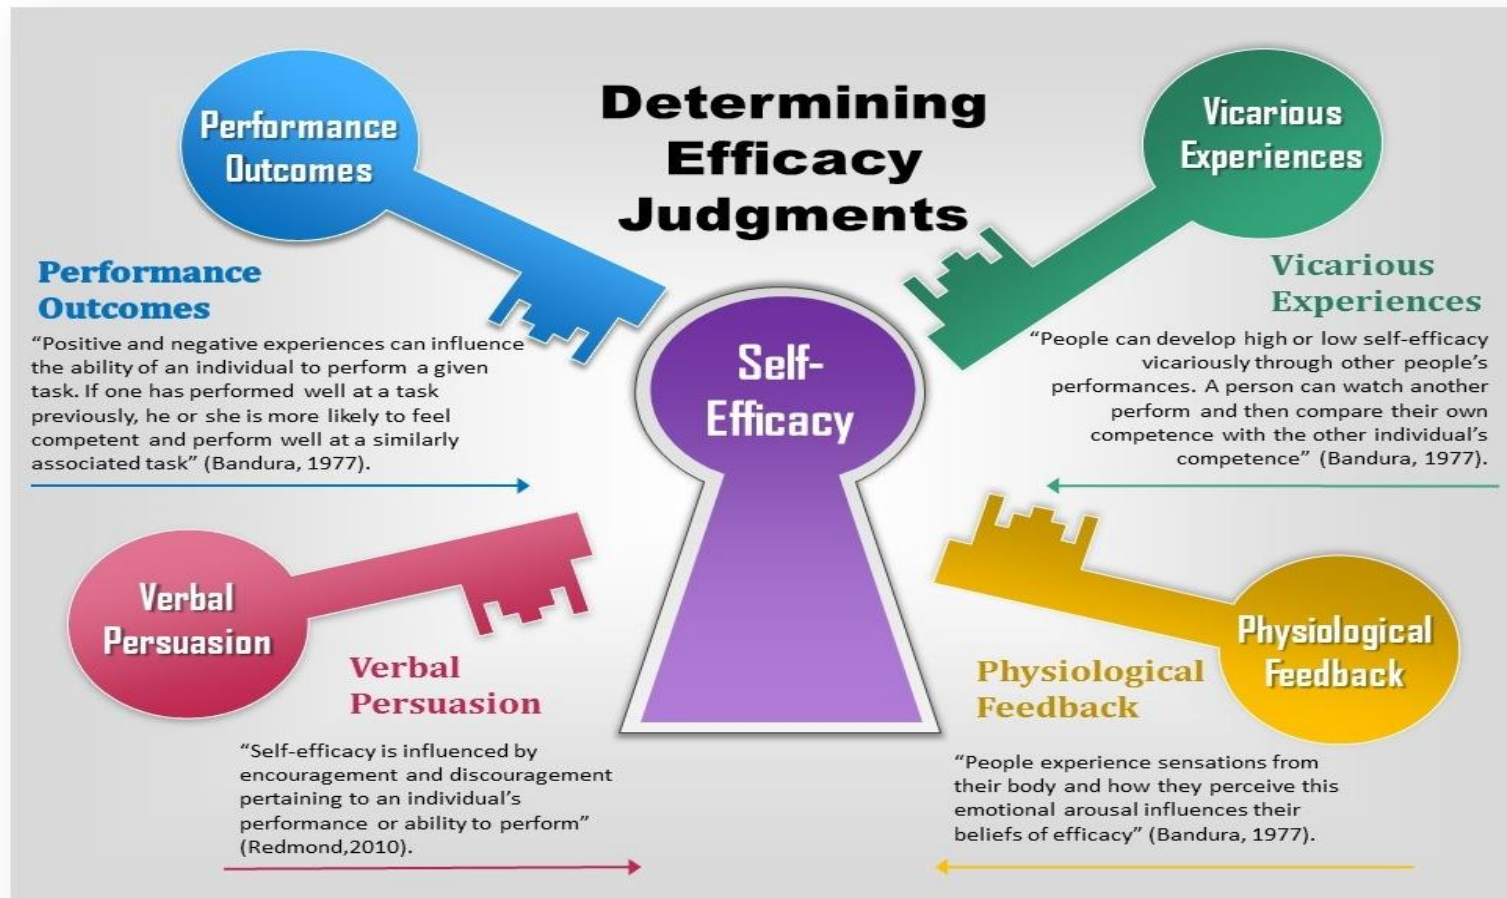 Determining
Efficacy
Judgments
Performance
Outcomes
Performance
Outcomes
“Positive and negative experiences can influence
the ability of an individual to perform a given
task. If one has performed well at a task
previously, he or she is more likely to feel
competent and perform well at a similarly
associated task” (Bandura, 1977).
Vicarious
Experiences
Vicarious
Experiences
“People can develop high or low self-efficacy
vicariously through other people’s
performances. A person can watch another
perform and then compare their own
competence with the other individual’s
competence” (Bandura, 1977).
Self-
Efficacy
Verbal
Persuasion
Verbal
Persuasion
“Self-efficacy is influenced by
encouragement and discouragement
pertaining to an individual’s
performance or ability to perform”
(Redmond,2010).
Physiological
Feedback
Physiological
Feedback
“People experience sensations from
their body and how they perceive this
emotional arousal influences their
beliefs of efficacy” (Bandura, 1977).